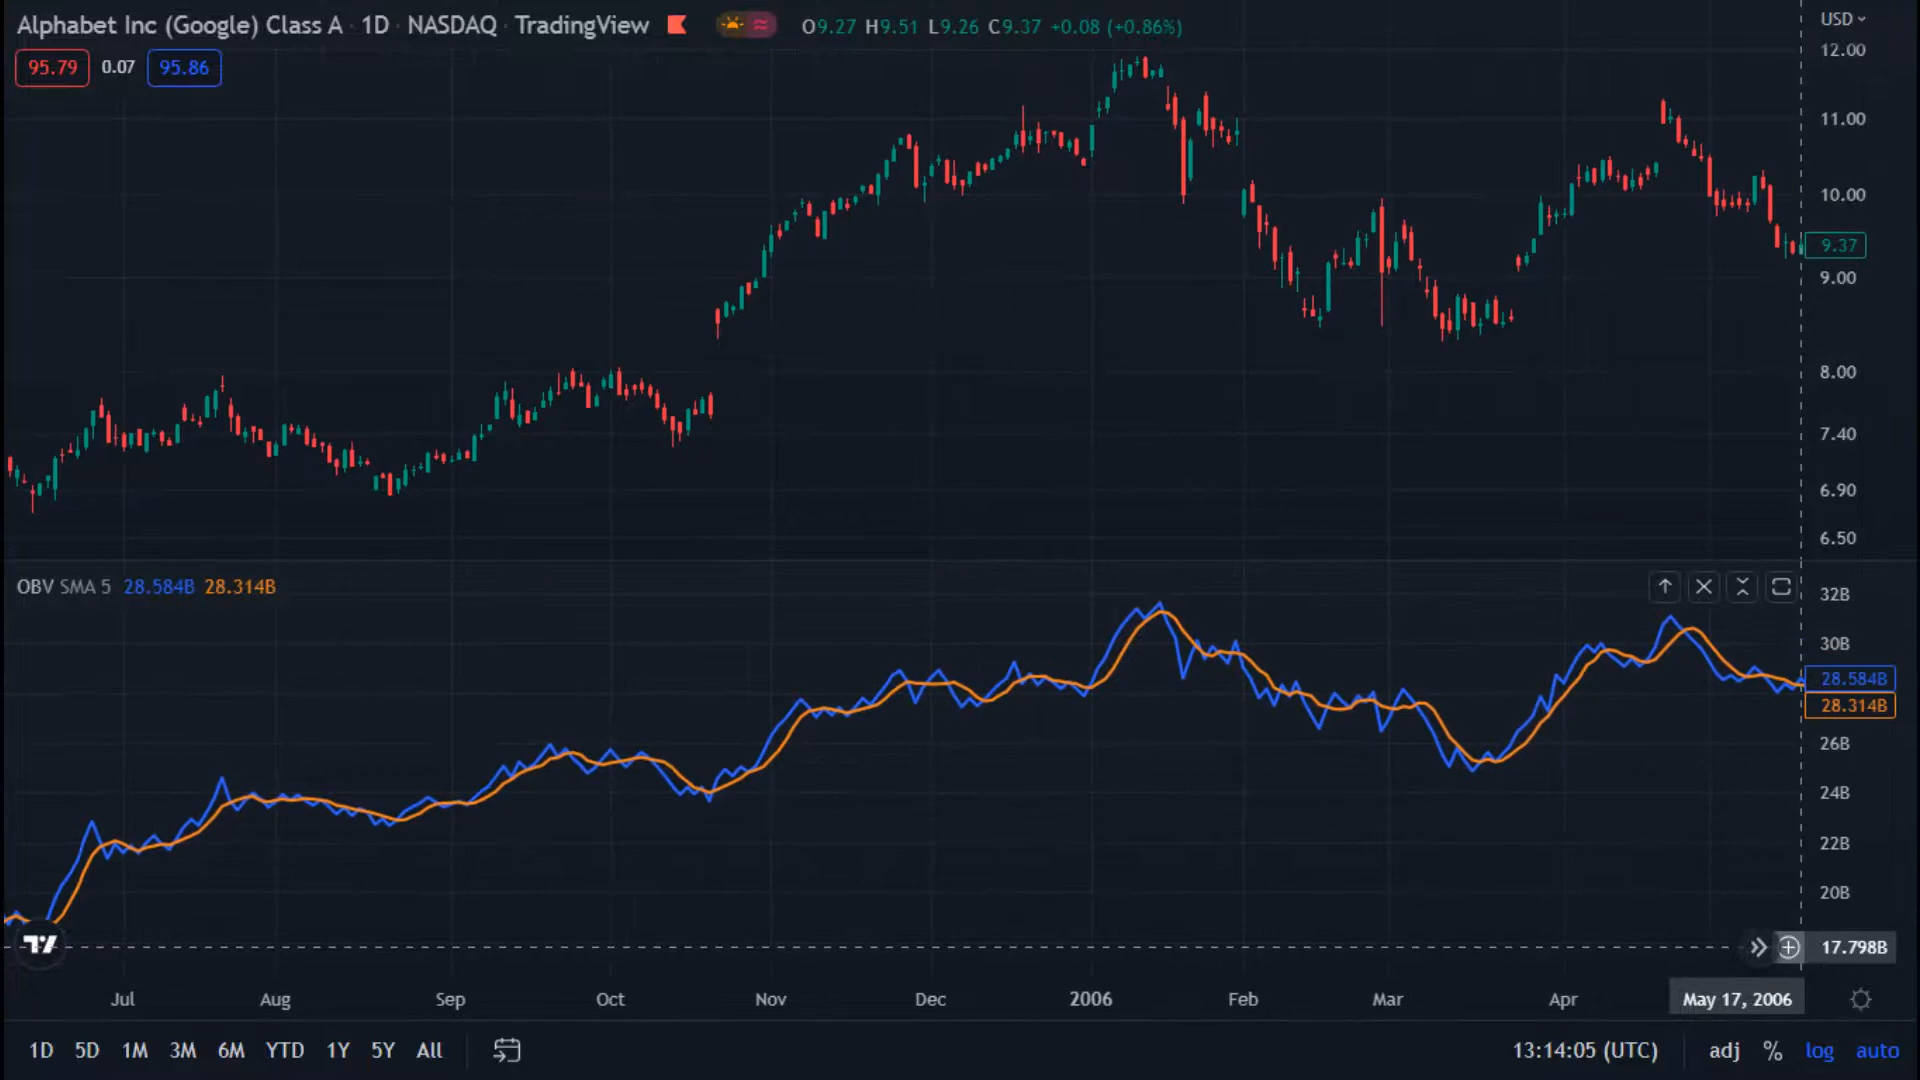 Alphabet Inc (Google) Class A · 1D · NASDAQ · TradingView O9.27 H9.51 L9.26 C9.37 +0.08 (+0.86%)
USD
95.79 0.07 95.86
12.00
11.00
10.00
9.37
9.00
8.00
7.40
6.90
6.50
OBV SMA 5 28.584B 28.314B
32B
30B
28.584B
28.314B
26B
24B
22B
20B
17.798B
Jul Aug Sep Oct Nov Dec 2006 Feb Mar Apr May 17, 2006
1D 5D 1M 3M 6M YTD 1Y 5Y All 13:14:05 (UTC) adj % log auto